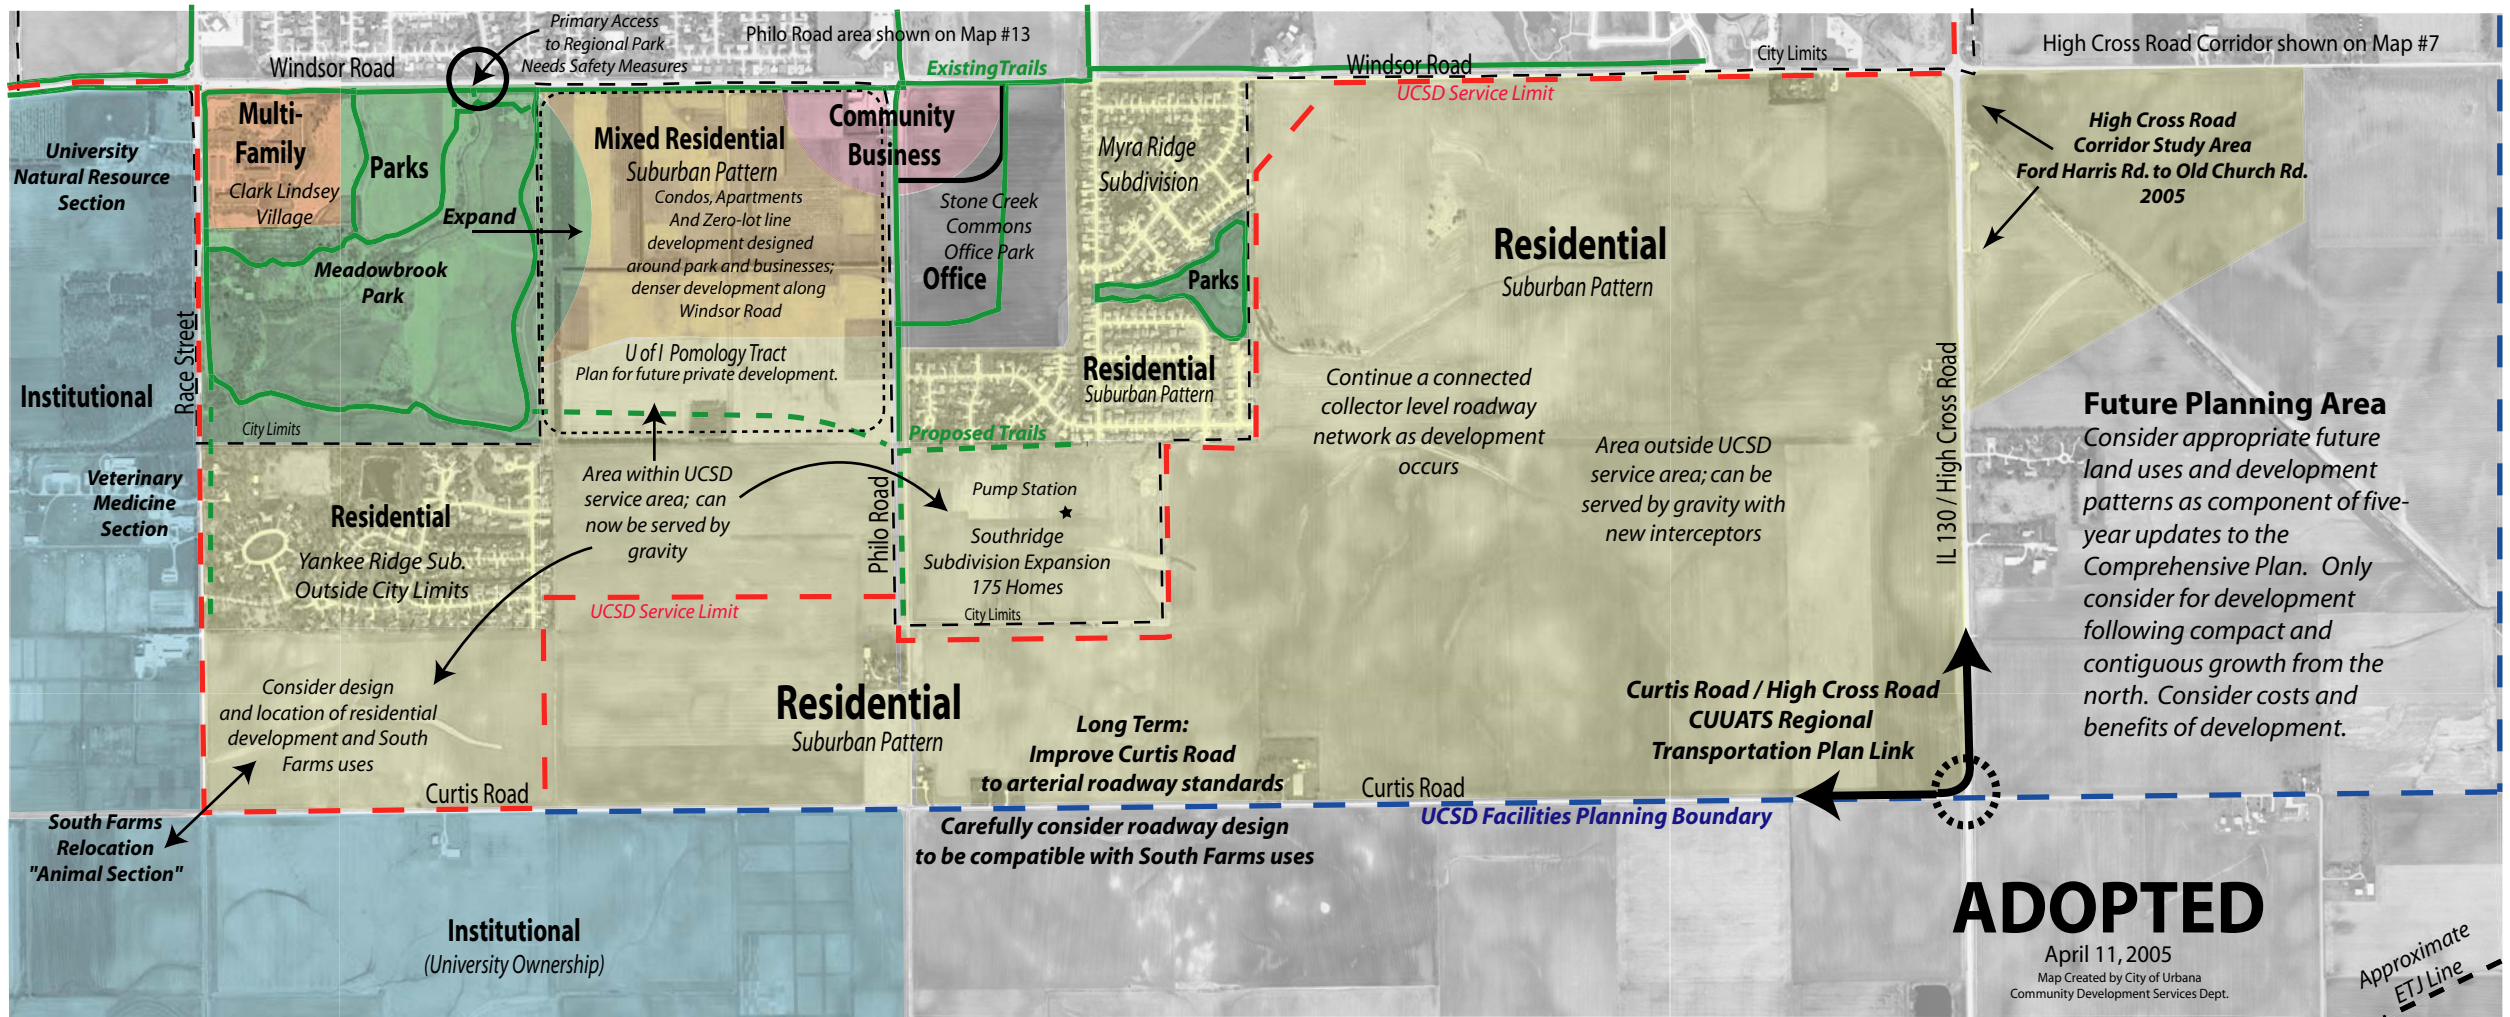 Primary Access
to Regional Park
Needs Safety Measures
Philo Road area shown on Map #13
Existing Trails
Windsor Road
Windsor Road
UCSD Service Limit
City Limits
High Cross Road Corridor shown on Map #7
University
Natural Resource
Section
Multi-
Family
Clark Lindsey
Village
Parks
Expand
Meadowbrook
Park
Mixed Residential
Suburban Pattern
Condos, Apartments
And Zero-lot line
development designed
around park and businesses;
denser development along
Windsor Road
U of I Pomology Tract
Plan for future private development.
Community
Business
Stone Creek
Commons
Office Park
Office
Myra Ridge
Subdivision
Parks
Residential
Suburban Pattern
Residential
Suburban Pattern
High Cross Road
Corridor Study Area
Ford Harris Rd. to Old Church Rd.
2005
Race Street
Institutional
City Limits
Veterinary
Medicine
Section
Residential
Yankee Ridge Sub.
Outside City Limits
Area within UCSD
service area; can
now be served by
gravity
UCSD Service Limit
Philo Road
Proposed Trails
Pump Station
Southridge
Subdivision Expansion
175 Homes
City Limits
Continue a connected
collector level roadway
network as development
occurs
Area outside UCSD
service area; can be
served by gravity with
new interceptors
IL 130 / High Cross Road
Future Planning Area
Consider appropriate future
land uses and development
patterns as component of five-
year updates to the
Comprehensive Plan. Only
consider for development
following compact and
contiguous growth from the
north. Consider costs and
benefits of development.
Consider design
and location of residential
development and South
Farms uses
Curtis Road
South Farms
Relocation
"Animal Section"
Residential
Suburban Pattern
Long Term:
Improve Curtis Road
to arterial roadway standards
Carefully consider roadway design
to be compatible with South Farms uses
Curtis Road
UCSD Facilities Planning Boundary
Curtis Road / High Cross Road
CUUATS Regional
Transportation Plan Link
Institutional
(University Ownership)
ADOPTED
April 11, 2005
Map Created by City of Urbana
Community Development Services Dept.
Approximate
ETJ Line